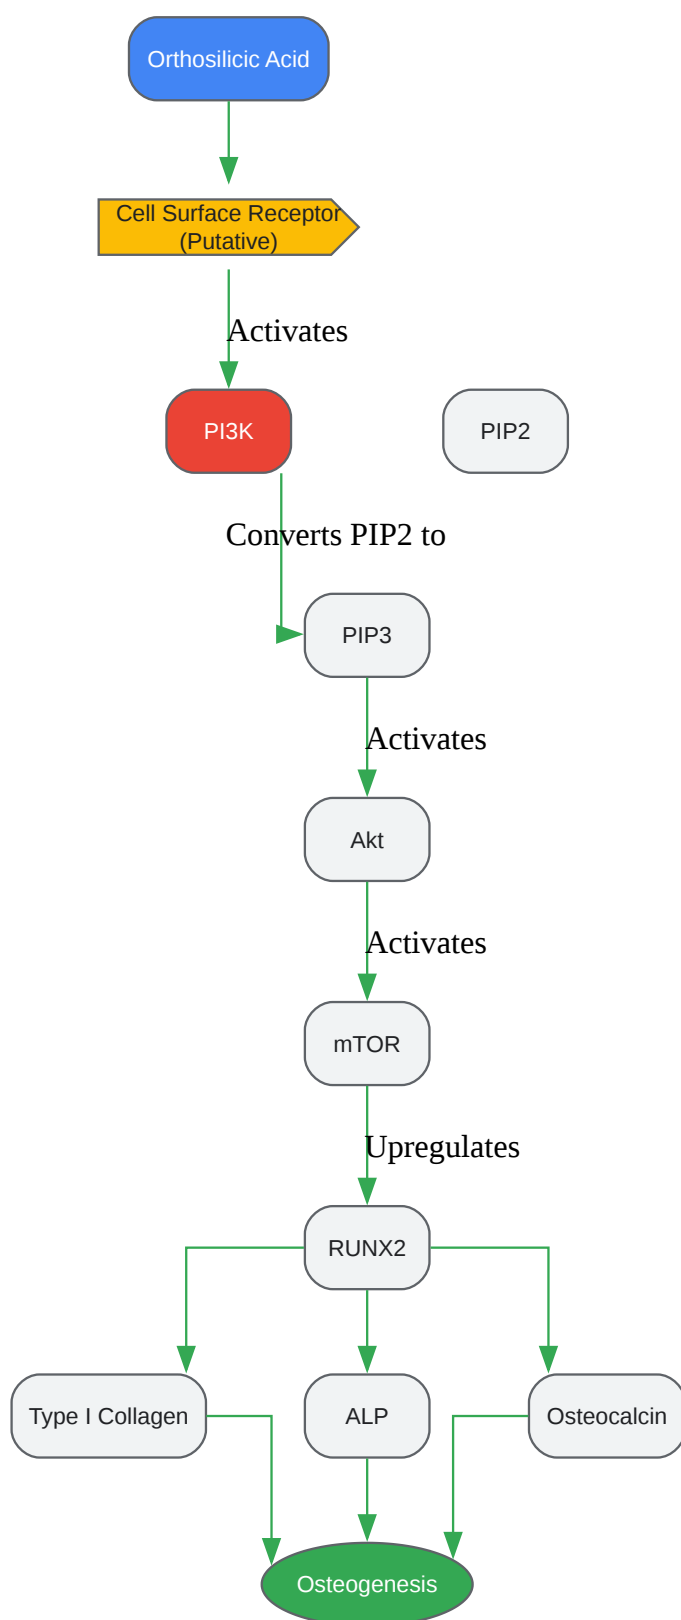 Orthosilicic Acid
Cell Surface Receptor
(Putative)
Activates
PI3K
PIP2
Converts PIP2 to
PIP3
Activates
Akt
Activates
mTOR
Upregulates
RUNX2
Type I Collagen
ALP
Osteocalcin
Osteogenesis